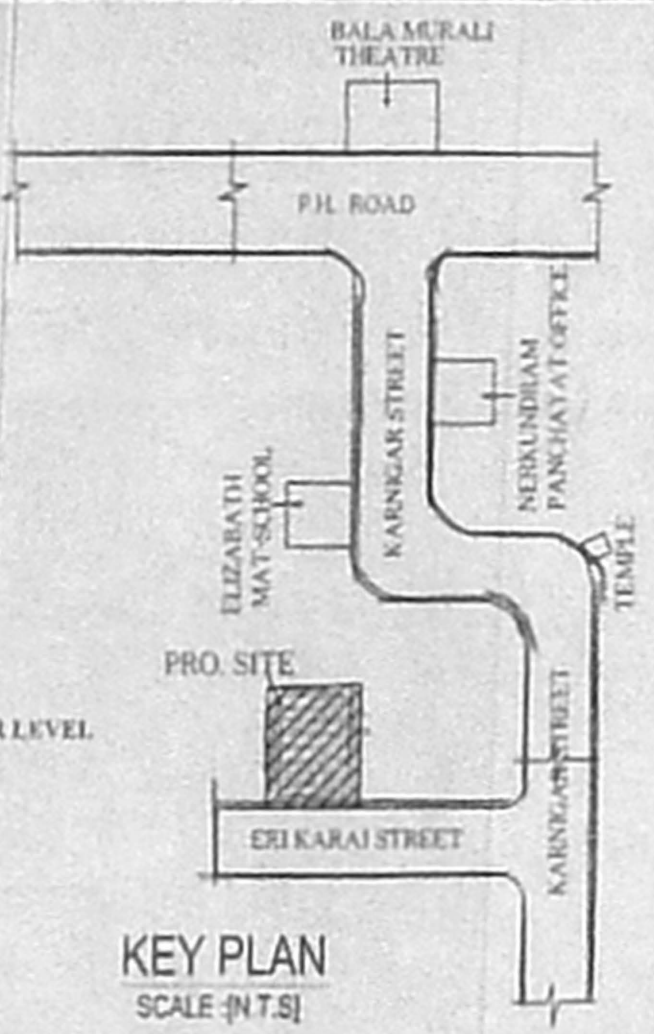 BALA MURALI
THEATRE
P.H. ROAD
KARNIGAR STREET
NERKUNDRAM
PANCHAYAT OFFICE
ELIZABATH
MAT-SCHOOL
TEMPLE
PRO. SITE
R LEVEL
KARNIGAR STREET
ERI KARAI STREET
KEY PLAN
SCALE :[N.T.S]